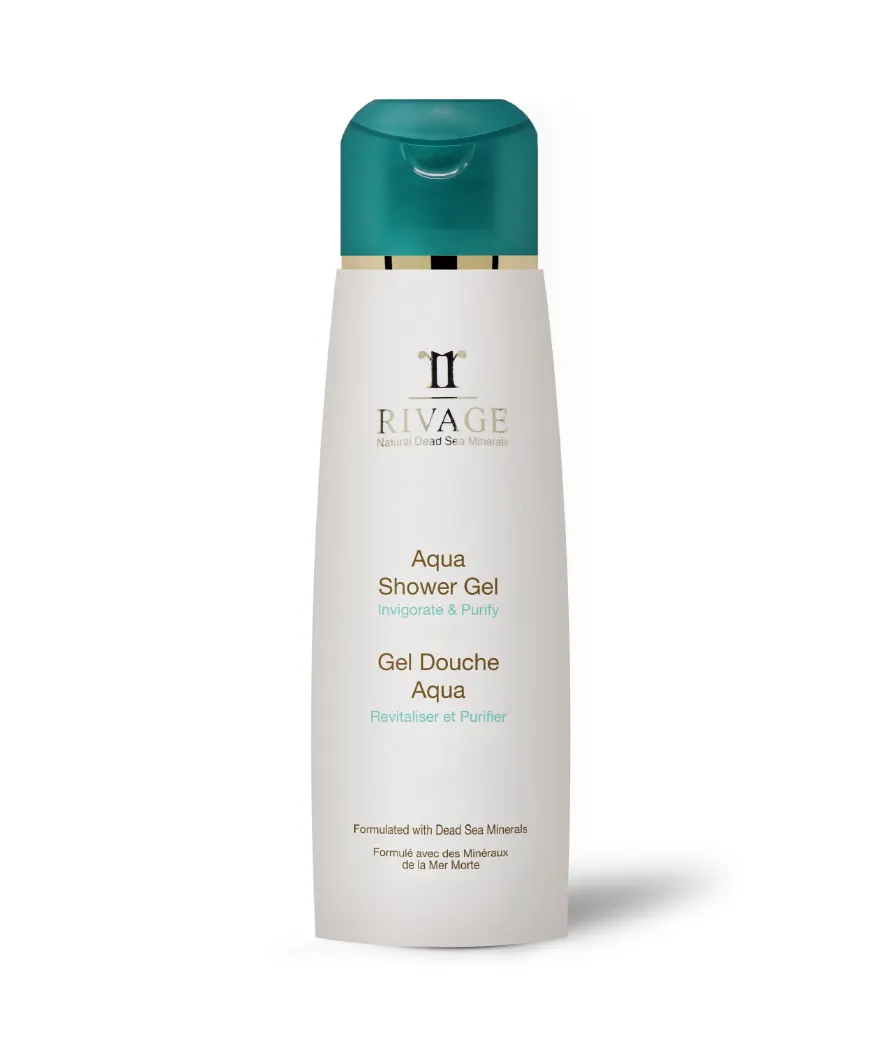 RIVAGE
Natural Dead Sea Minerals
Aqua
Shower Gel
Invigorate & Purify
Gel Douche
Aqua
Revitaliser et Purifier
Formulated with Dead Sea Minerals
Formulé avec des Minéraux
de la Mer Morte